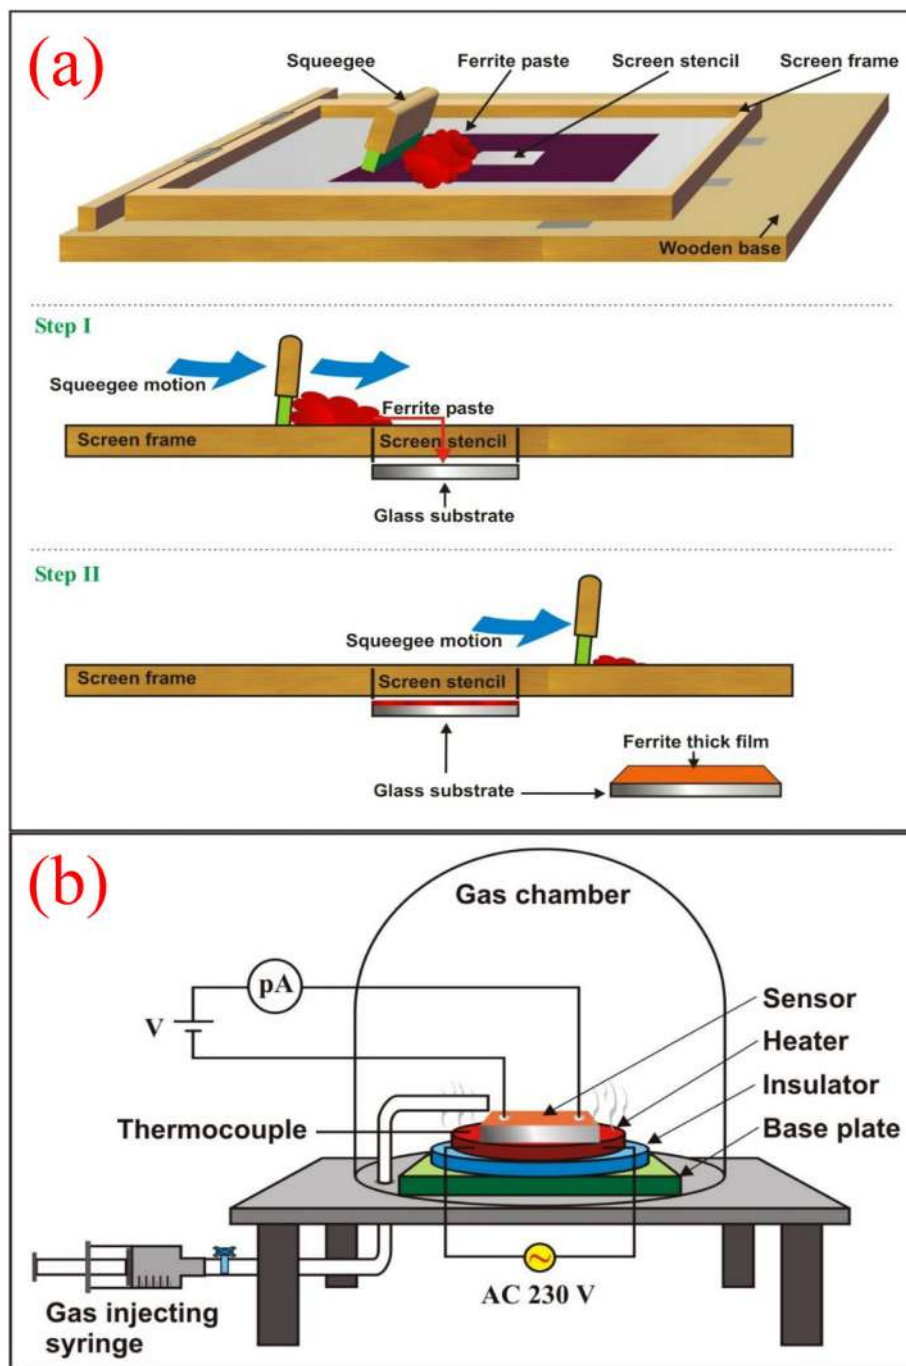 (a)
Squeegee
Ferrite paste
Screen stencil
Screen frame
Wooden base
Step I
Squeegee motion
Ferrite paste
Screen frame
Screen stencil
Glass substrate
Step II
Squeegee motion
Screen frame
Screen stencil
Ferrite thick film
Glass substrate
(b)
Gas chamber
pA
V
Sensor
Heater
Insulator
Thermocouple
Base plate
AC 230 V
Gas injecting
syringe